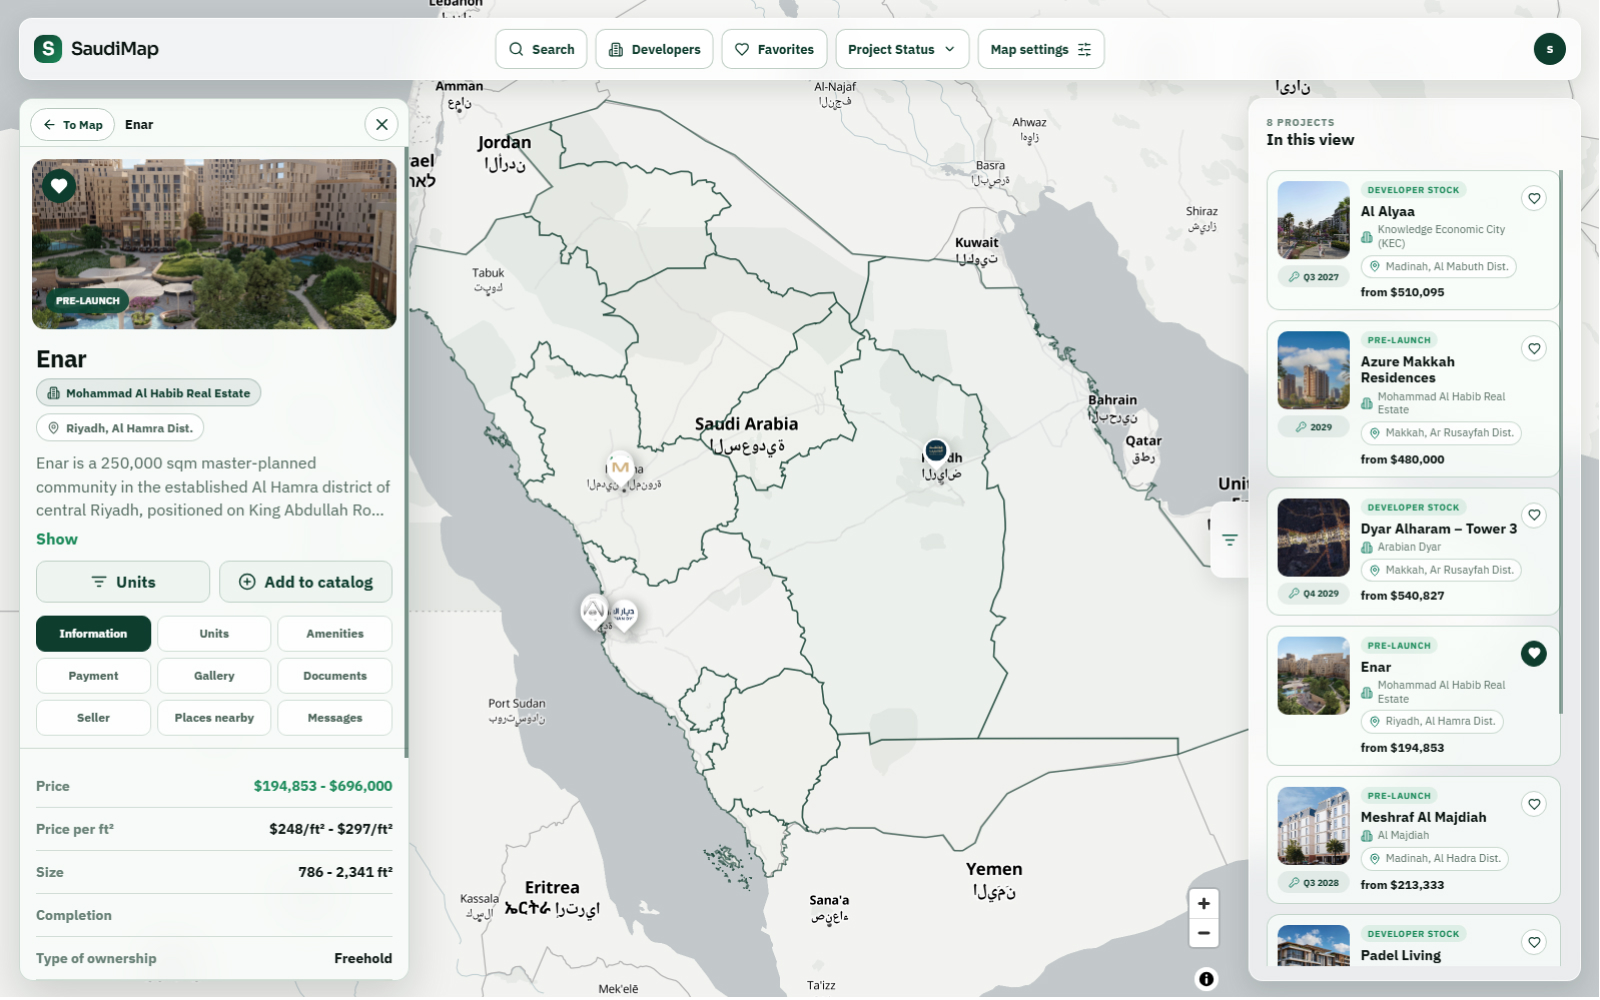 S SaudiMap
Search
Developers
Favorites
Project Status
Map settings
S
To Map
Enar
PRE-LAUNCH
Enar
Mohammad Al Habib Real Estate
Riyadh, Al Hamra Dist.
Enar is a 250,000 sqm master-planned
community in the established Al Hamra district of
central Riyadh, positioned on King Abdullah Ro...
Show
Units
Add to catalog
Information
Units
Amenities
Payment
Gallery
Documents
Seller
Places nearby
Messages
Price
$194,853 - $696,000
Price per ft²
$248/ft² - $297/ft²
Size
786 - 2,341 ft²
Completion
Type of ownership
Freehold
Lebanon
Amman
عمان
Al-Najaf
النجف
Jordan
الأردن
Ahwaz
اهواز
Basra
البصرة
Shiraz
شیراز
Kuwait
الكويت
Tabuk
تبوك
Bahrain
البحرين
Qatar
قطر
Saudi Arabia
السعودية
M
المدينة المنورة
الرياض
Port Sudan
بورتسودان
Kassala
كسلا
Eritrea
ኤርትራ إرتريا
Yemen
اليمن
Sana'a
صنعاء
Ta'izz
Mek'elē
ایران
8 PROJECTS
In this view
DEVELOPER STOCK
Al Alyaa
Knowledge Economic City
(KEC)
Madinah, Al Mabuth Dist.
Q3 2027
from $510,095
PRE-LAUNCH
Azure Makkah
Residences
Mohammad Al Habib Real
Estate
2029
Makkah, Ar Rusayfah Dist.
from $480,000
DEVELOPER STOCK
Dyar Alharam – Tower 3
Arabian Dyar
Makkah, Ar Rusayfah Dist.
Q4 2029
from $540,827
PRE-LAUNCH
Enar
Mohammad Al Habib Real
Estate
Riyadh, Al Hamra Dist.
from $194,853
PRE-LAUNCH
Meshraf Al Majdiah
Al Majdiah
Madinah, Al Hadra Dist.
Q3 2028
from $213,333
DEVELOPER STOCK
Padel Living